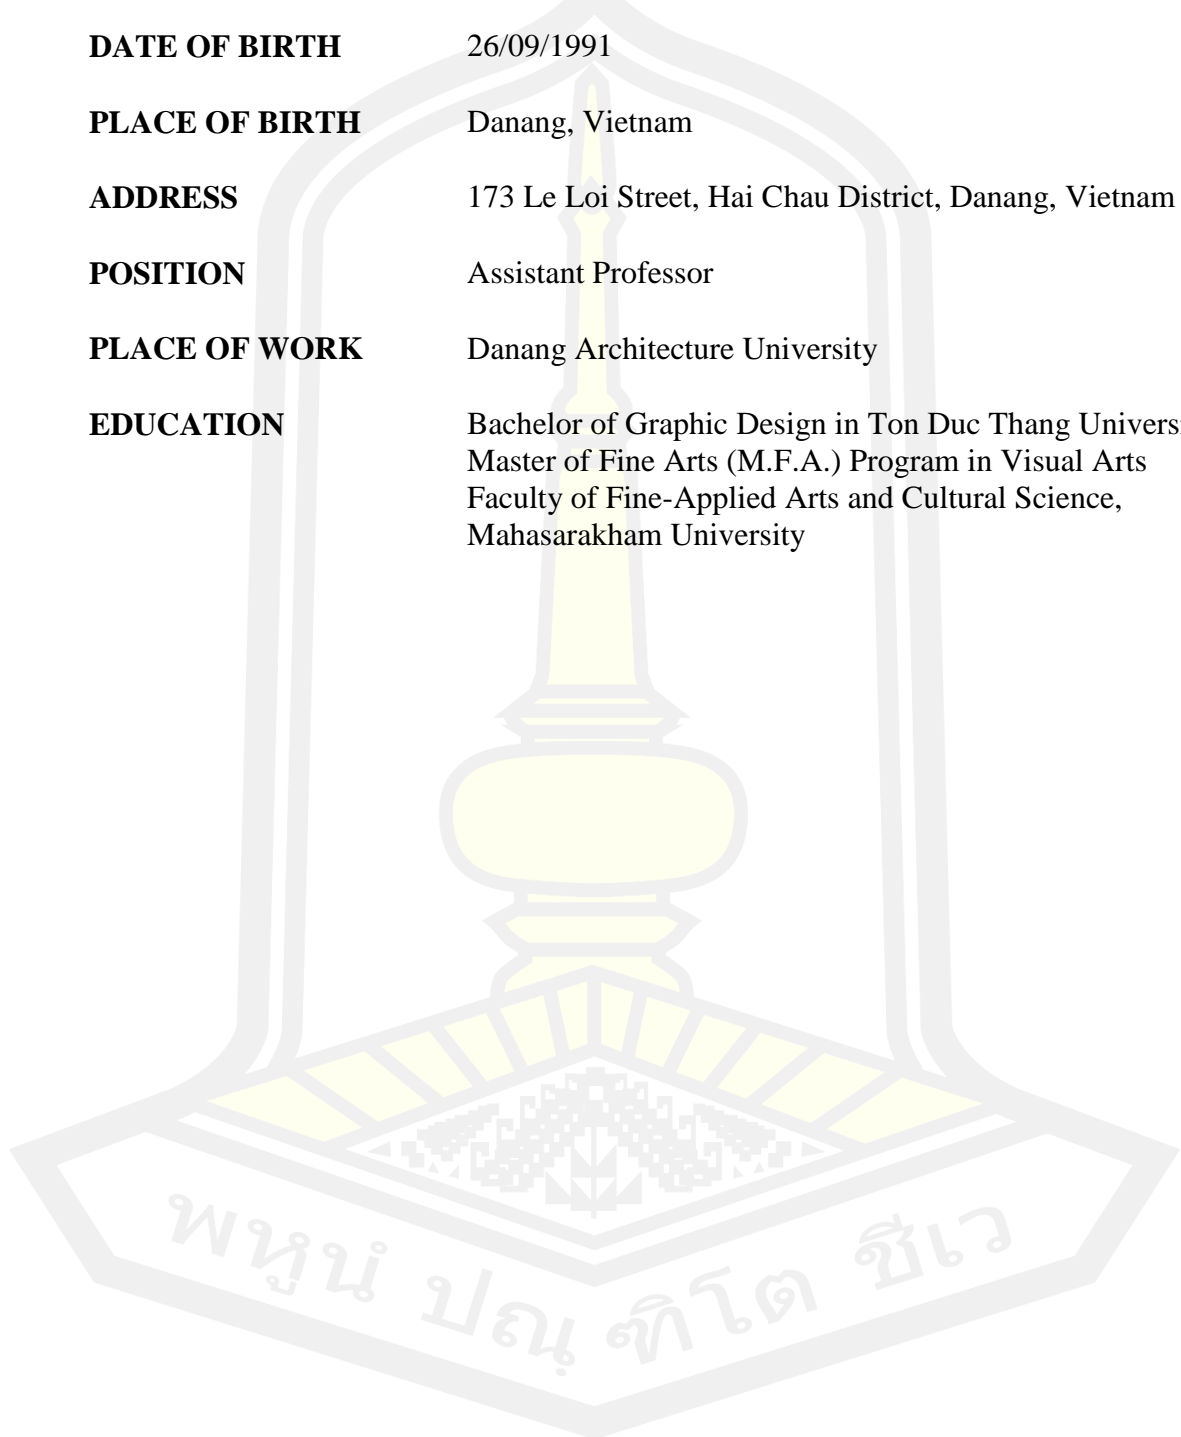 DATE OF BIRTH 26/09/1991
PLACE OF BIRTH Danang, Vietnam
ADDRESS 173 Le Loi Street, Hai Chau District, Danang, Vietnam
POSITION Assistant Professor
PLACE OF WORK Danang Architecture University
EDUCATION Bachelor of Graphic Design in Ton Duc Thang
Master of Fine Arts (M.F.A.) Program in Visual Arts
Faculty of Fine-Applied Arts and Cultural Science,
Mahasarakham University
พหูนํ ปณฺฑิโต ชีเว